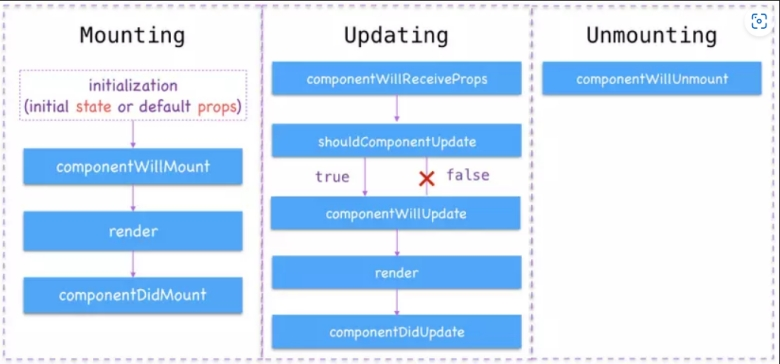 Mounting
initialization
(initial state or default props)
componentWillMount
render
componentDidMount
Updating
componentWillReceiveProps
shouldComponentUpdate
true
false
componentWillUpdate
render
componentDidUpdate
Unmounting
componentWillUnmount